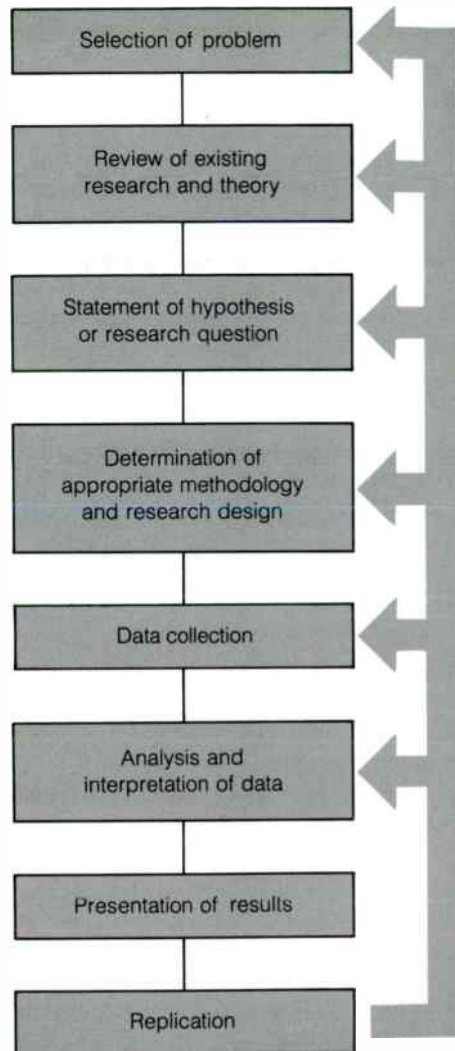 Selection of problem
Review of existing
research and theory
Statement of hypothesis
or research question
Determination of
appropriate methodology
and research design
Data collection
Analysis and
interpretation of data
Presentation of results
Replication